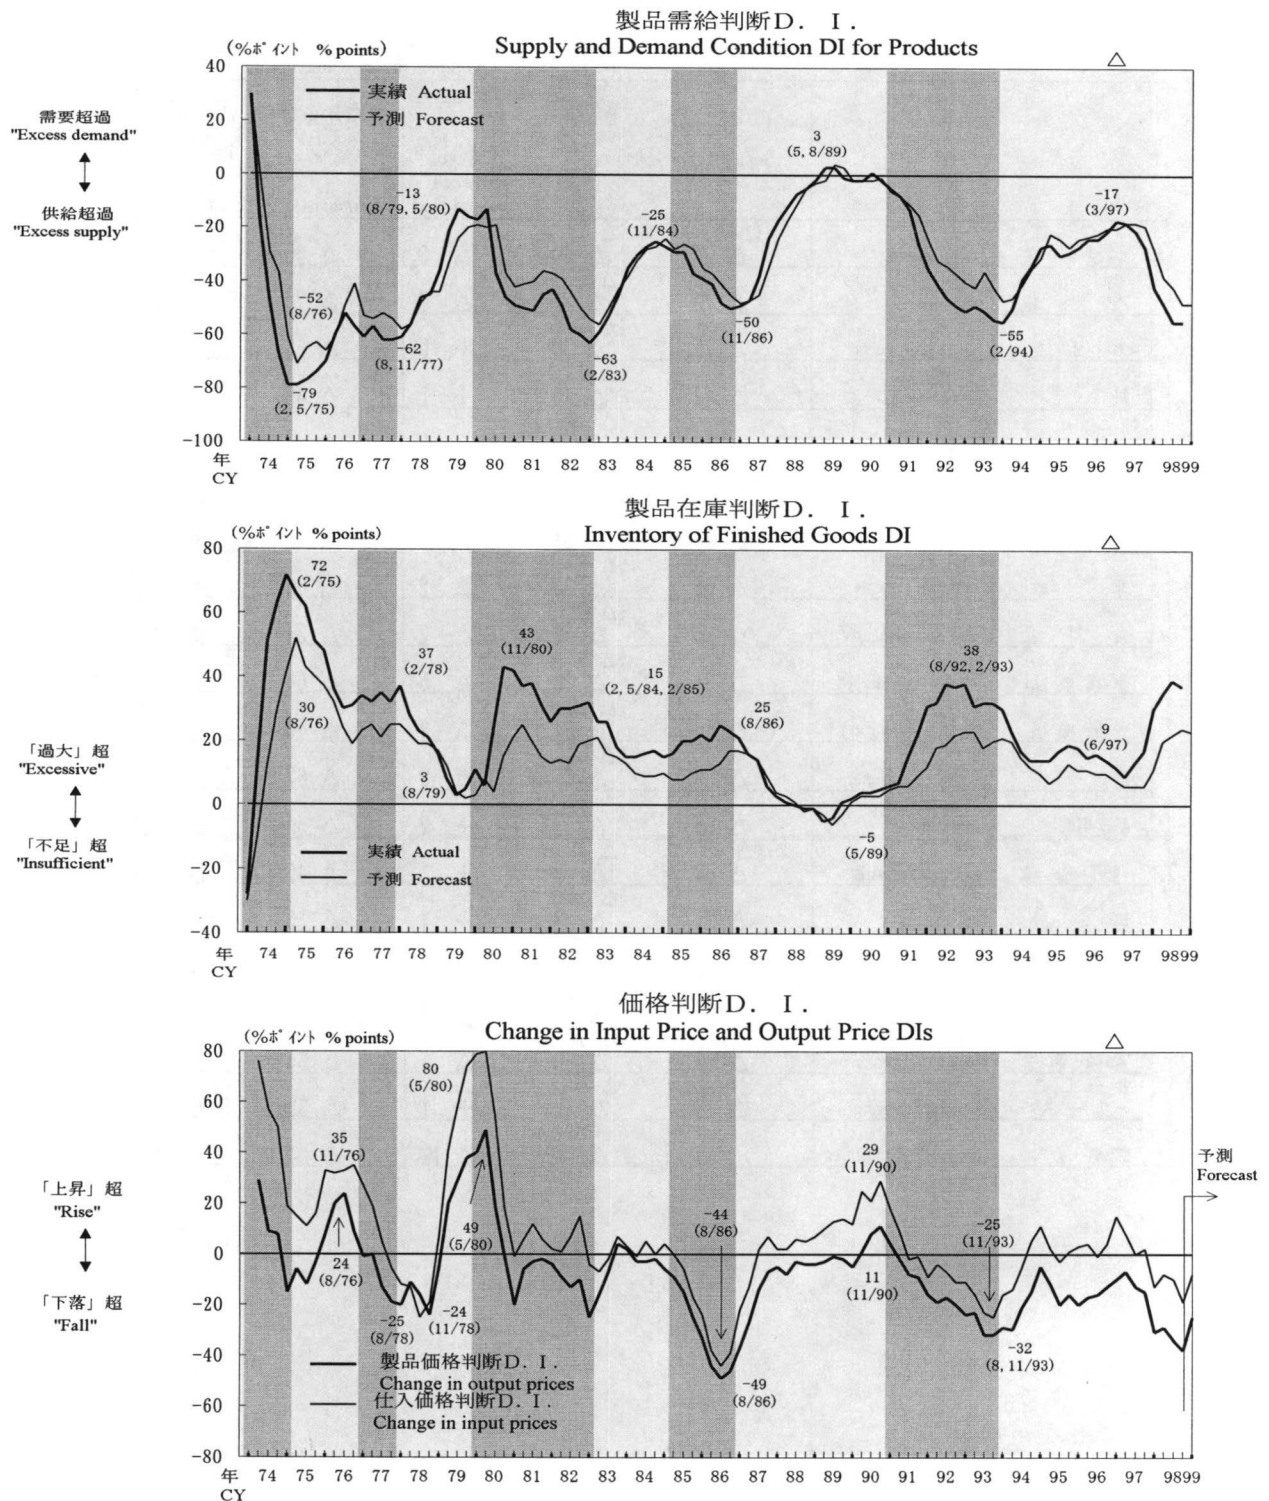 製品需給判断D. I.
(%ポイント % points)
Supply and Demand Condition DI for Products
△
40
20
0
-20
-40
-60
-80
-100
需要超過
"Excess demand"
供給超過
"Excess supply"
実績 Actual
予測 Forecast
-52
(8/76)
-79
(2, 5/75)
-13
(8/79, 5/80)
-62
(8, 11/77)
-63
(2/83)
-25
(11/84)
-50
(11/86)
3
(5, 8/89)
-55
(2/94)
-17
(3/97)
年
CY
74 75 76 77 78 79 80 81 82 83 84 85 86 87 88 89 90 91 92 93 94 95 96 97 9899
製品在庫判断D. I.
(%ポイント % points)
Inventory of Finished Goods DI
△
80
60
40
20
0
-20
-40
「過大」超
"Excessive"
「不足」超
"Insufficient"
72
(2/75)
30
(8/76)
37
(2/78)
3
(8/79)
43
(11/80)
15
(2, 5/84, 2/85)
25
(8/86)
-5
(5/89)
38
(8/92, 2/93)
9
(6/97)
実績 Actual
予測 Forecast
年
CY
74 75 76 77 78 79 80 81 82 83 84 85 86 87 88 89 90 91 92 93 94 95 96 97 9899
価格判断D. I.
(%ポイント % points)
Change in Input Price and Output Price DIs
△
80
60
40
20
0
-20
-40
-60
-80
「上昇」超
"Rise"
「下落」超
"Fall"
35
(11/76)
24
(8/76)
80
(5/80)
49
(5/80)
-25
(8/78)
-24
(11/78)
-44
(8/86)
-49
(8/86)
29
(11/90)
11
(11/90)
-25
(11/93)
-32
(8, 11/93)
予測
Forecast
製品価格判断D. I.
Change in output prices
仕入価格判断D. I.
Change in input prices
年
CY
74 75 76 77 78 79 80 81 82 83 84 85 86 87 88 89 90 91 92 93 94 95 96 97 9899